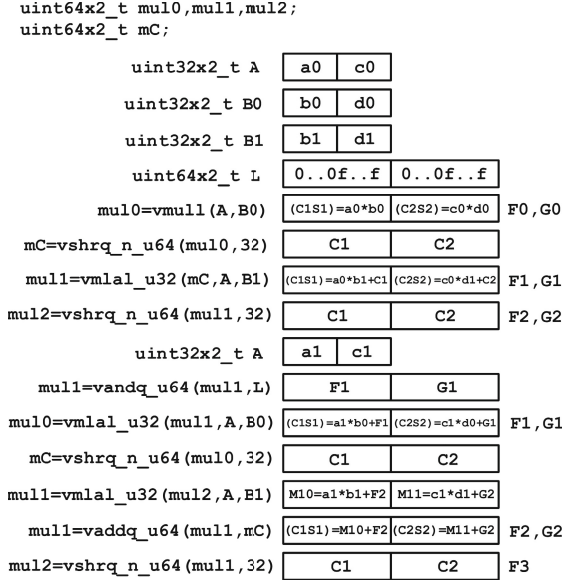 uint64x2_t mul0,mul1,mul2;
uint64x2_t mC;
uint32x2_t A a0 c0
uint32x2_t B0 b0 d0
uint32x2_t B1 b1 d1
uint64x2_t L 0..0f..f 0..0f..f
mul0=vmull(A,B0) (C1S1)=a0*b0 (C2S2)=c0*d0 F0,G0
mC=vshrq_n_u64(mul0,32) C1 C2
mul1=vmlal_u32(mC,A,B1) (C1S1)=a0*b1+C1 (C2S2)=c0*d1+C2 F1,G1
mul2=vshrq_n_u64(mul1,32) C1 C2 F2,G2
uint32x2_t A a1 c1
mul1=vandq_u64(mul1,L) F1 G1
mul0=vmlal_u32(mul1,A,B0) (C1S1)=a1*b0+F1 (C2S2)=c1*d0+G1 F1,G1
mC=vshrq_n_u64(mul0,32) C1 C2
mul1=vmlal_u32(mul2,A,B1) M10=a1*b1+F2 M11=c1*d1+G2
mul1=vaddq_u64(mul1,mC) (C1S1)=M10+F2 (C2S2)=M11+G2 F2,G2
mul2=vshrq_n_u64(mul1,32) C1 C2 F3